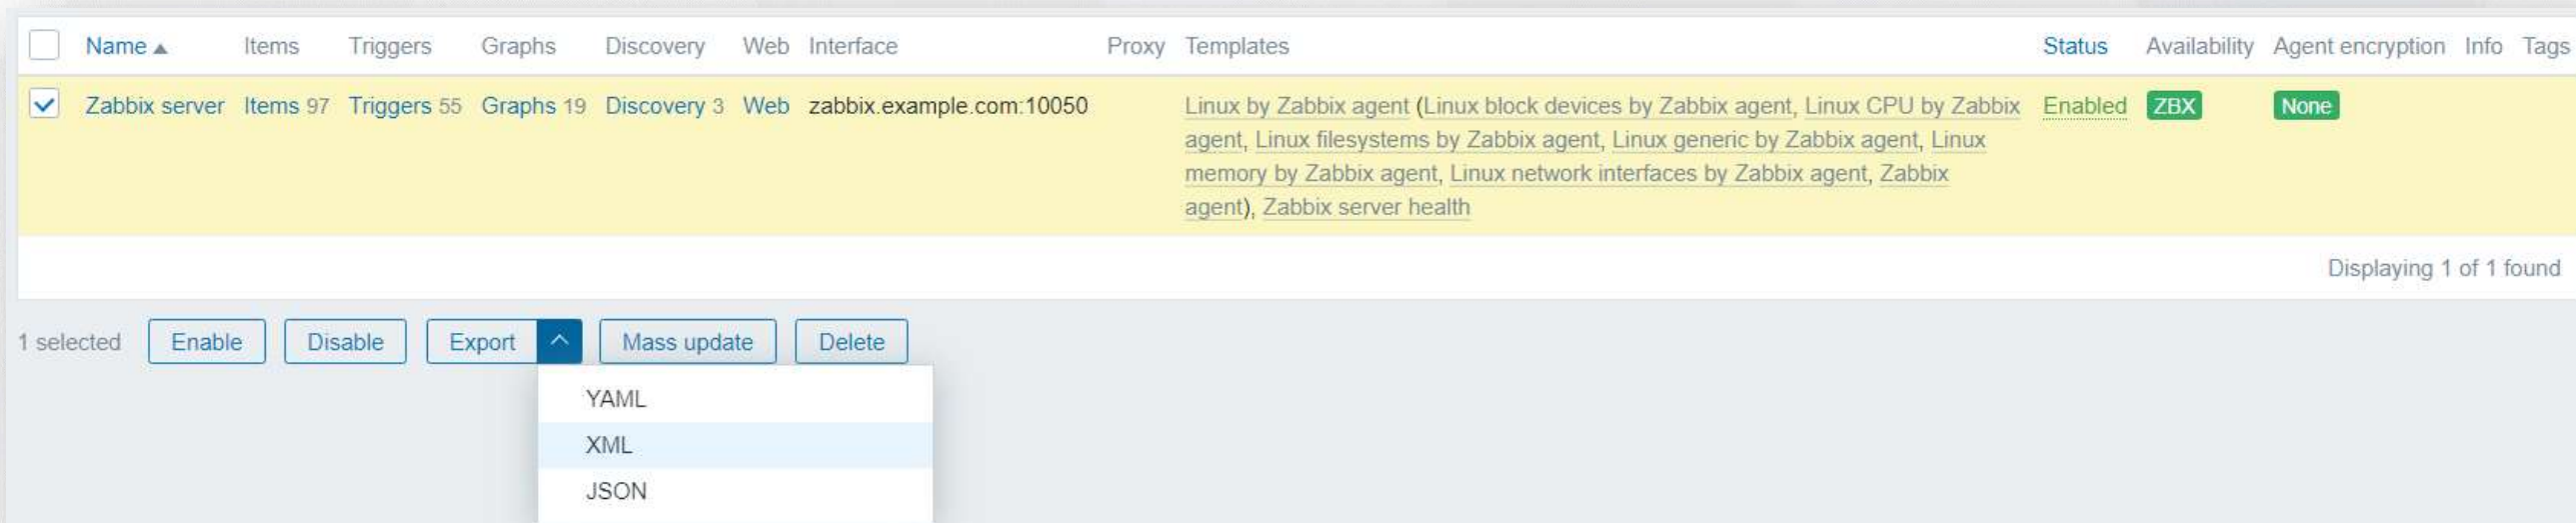 Name Items Triggers Graphs Discovery Web Interface Proxy Templates Status Availability Agent encryption Info Tags
Zabbix server Items 97 Triggers 55 Graphs 19 Discovery 3 Web zabbix.example.com:10050 Linux by Zabbix agent (Linux block devices by Zabbix agent, Linux CPU by Zabbix Enabled ZBX None
agent, Linux filesystems by Zabbix agent, Linux generic by Zabbix agent, Linux
memory by Zabbix agent, Linux network interfaces by Zabbix agent, Zabbix
agent), Zabbix server health
Displaying 1 of 1 found
1 selected Enable Disable Export Mass update Delete
YAML
XML
JSON